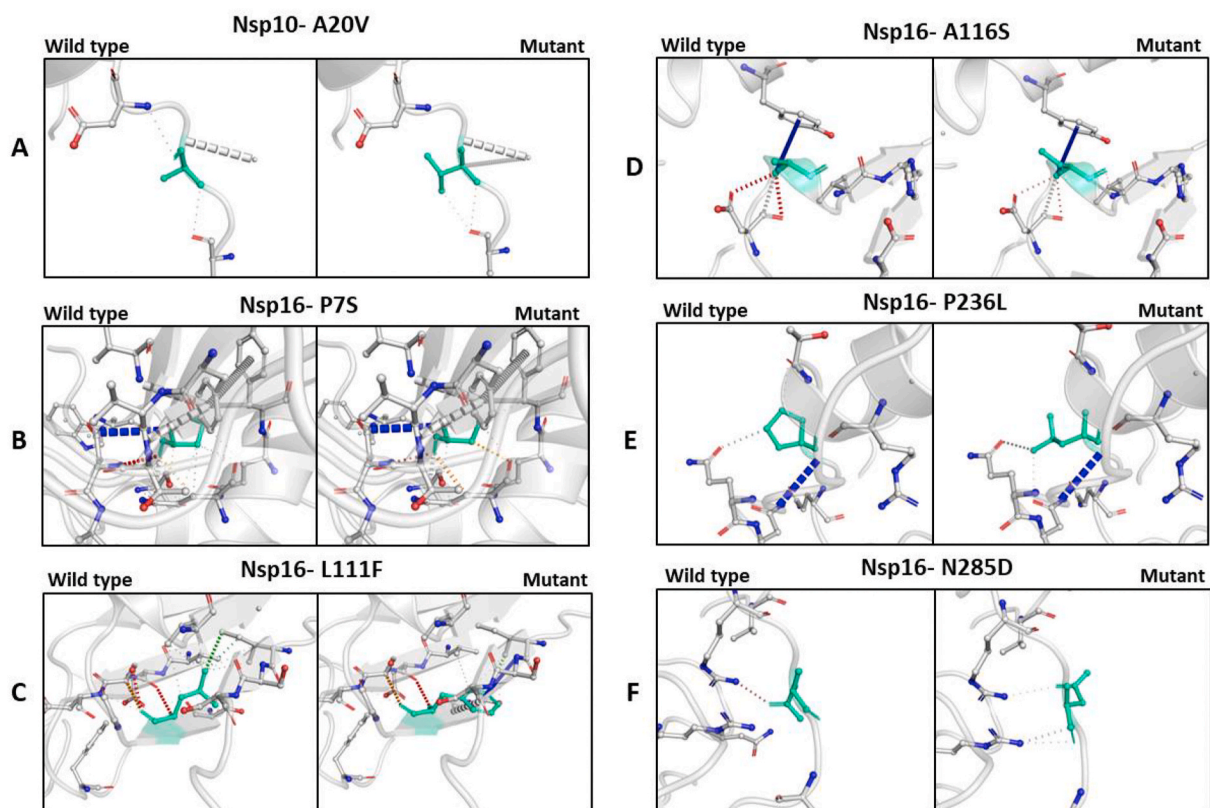 Nsp10- A20V
Wild type Mutant
A
Nsp16- P7S
Wild type Mutant
B
Nsp16- L111F
Wild type Mutant
C
Nsp16- A116S
Wild type Mutant
D
Nsp16- P236L
Wild type Mutant
E
Nsp16- N285D
Wild type Mutant
F